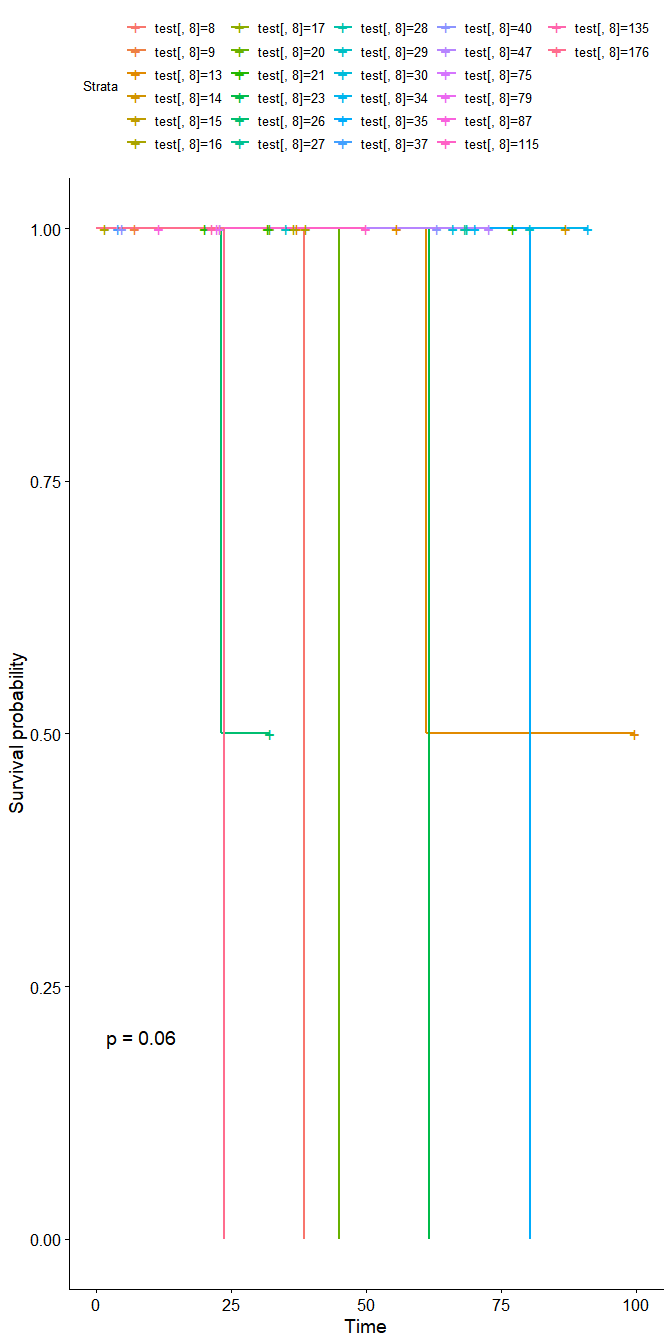 test[, 8]=8 test[, 8]=17 test[, 8]=28 test[, 8]=40 test[, 8]=135
test[, 8]=9 test[, 8]=20 test[, 8]=29 test[, 8]=47 test[, 8]=176
Strata
test[, 8]=13 test[, 8]=21 test[, 8]=30 test[, 8]=75
test[, 8]=14 test[, 8]=23 test[, 8]=34 test[, 8]=79
test[, 8]=15 test[, 8]=26 test[, 8]=35 test[, 8]=87
test[, 8]=16 test[, 8]=27 test[, 8]=37 test[, 8]=115
1.00
0.75
Survival probability
0.50
0.25
p = 0.06
0.00
0 25 50 75 100
Time